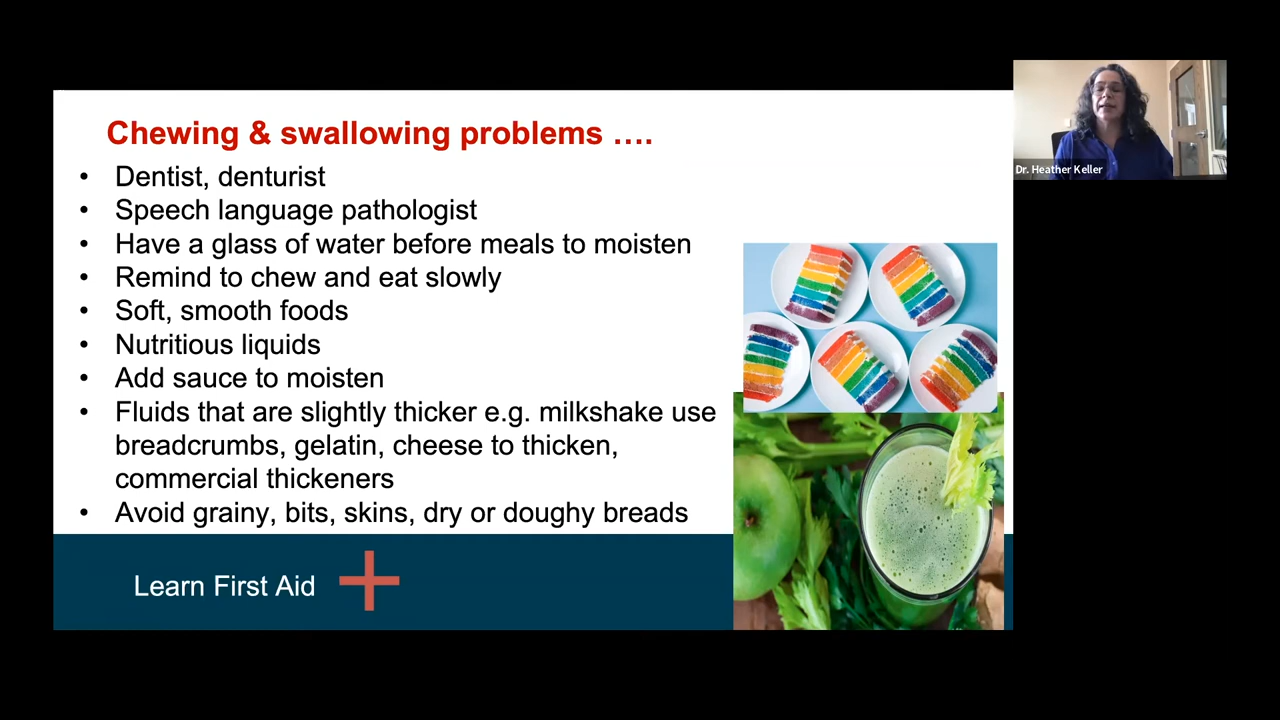 Chewing & swallowing problems ….
• Dentist, denturist
• Speech language pathologist
• Have a glass of water before meals to moisten
• Remind to chew and eat slowly
• Soft, smooth foods
• Nutritious liquids
• Add sauce to moisten
• Fluids that are slightly thicker e.g. milkshake use
breadcrumbs, gelatin, cheese to thicken,
commercial thickeners
• Avoid grainy, bits, skins, dry or doughy breads
Learn First Aid
Dr. Heather Keller